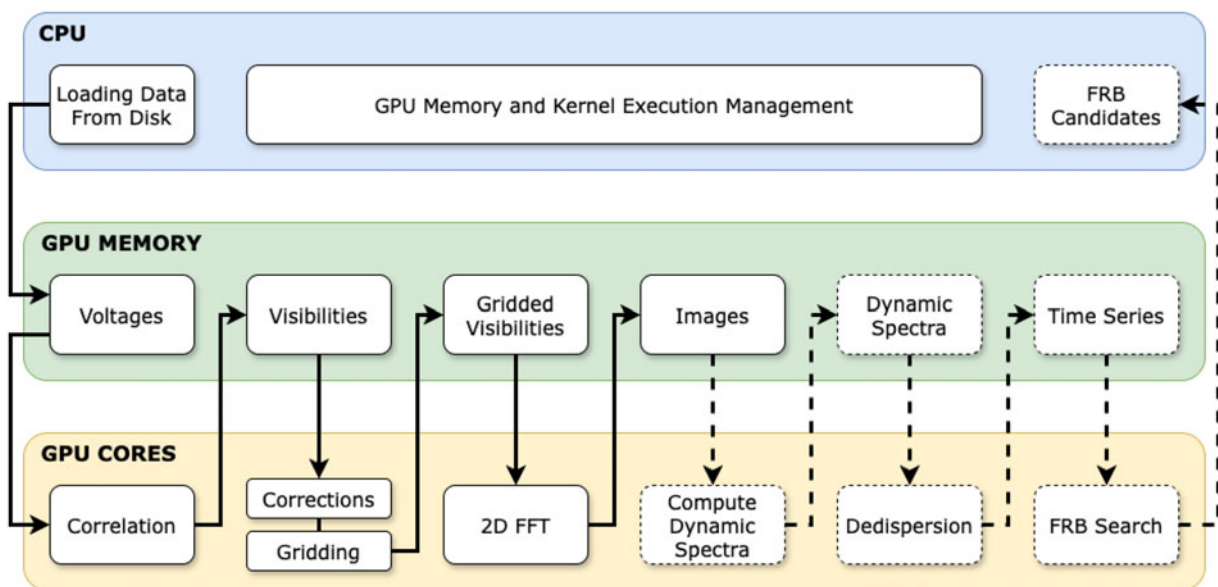 CPU
Loading Data
From Disk
GPU Memory and Kernel Execution Management
FRB
Candidates
GPU MEMORY
Voltages
Visibilities
Gridded
Visibilities
Images
Dynamic
Spectra
Time Series
GPU CORES
Correlation
Corrections
Gridding
2D FFT
Compute
Dynamic
Spectra
Dedispersion
FRB Search